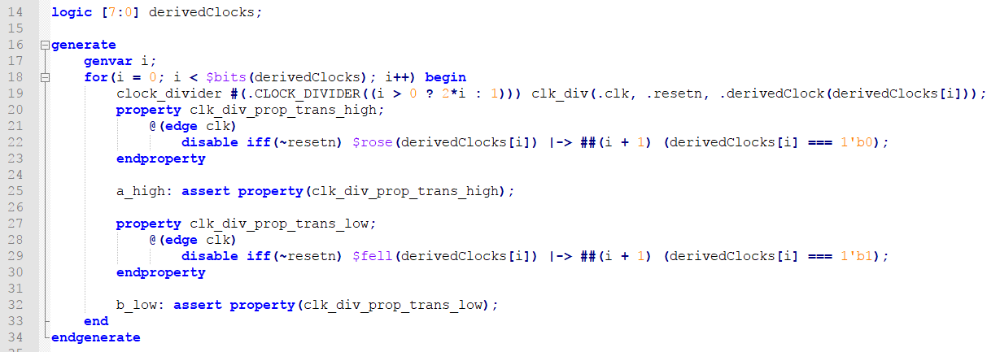 14 logic [7:0] derivedClocks;
15
16 generate
17     genvar i;
18     for(i = 0; i < $bits(derivedClocks); i++) begin
19         clock_divider #(.CLOCK_DIVIDER((i > 0 ? 2*i : 1))) clk_div(.clk, .resetn, .derivedClock(derivedClocks[i]));
20         property clk_div_prop_trans_high;
21             @(edge clk)
22                 disable iff(~resetn) $rose(derivedClocks[i]) |-> ##(i + 1) (derivedClocks[i] === 1'b0);
23         endproperty
24
25         a_high: assert property(clk_div_prop_trans_high);
26
27         property clk_div_prop_trans_low;
28             @(edge clk)
29                 disable iff(~resetn) $fell(derivedClocks[i]) |-> ##(i + 1) (derivedClocks[i] === 1'b1);
30         endproperty
31
32         b_low: assert property(clk_div_prop_trans_low);
33     end
34 endgenerate